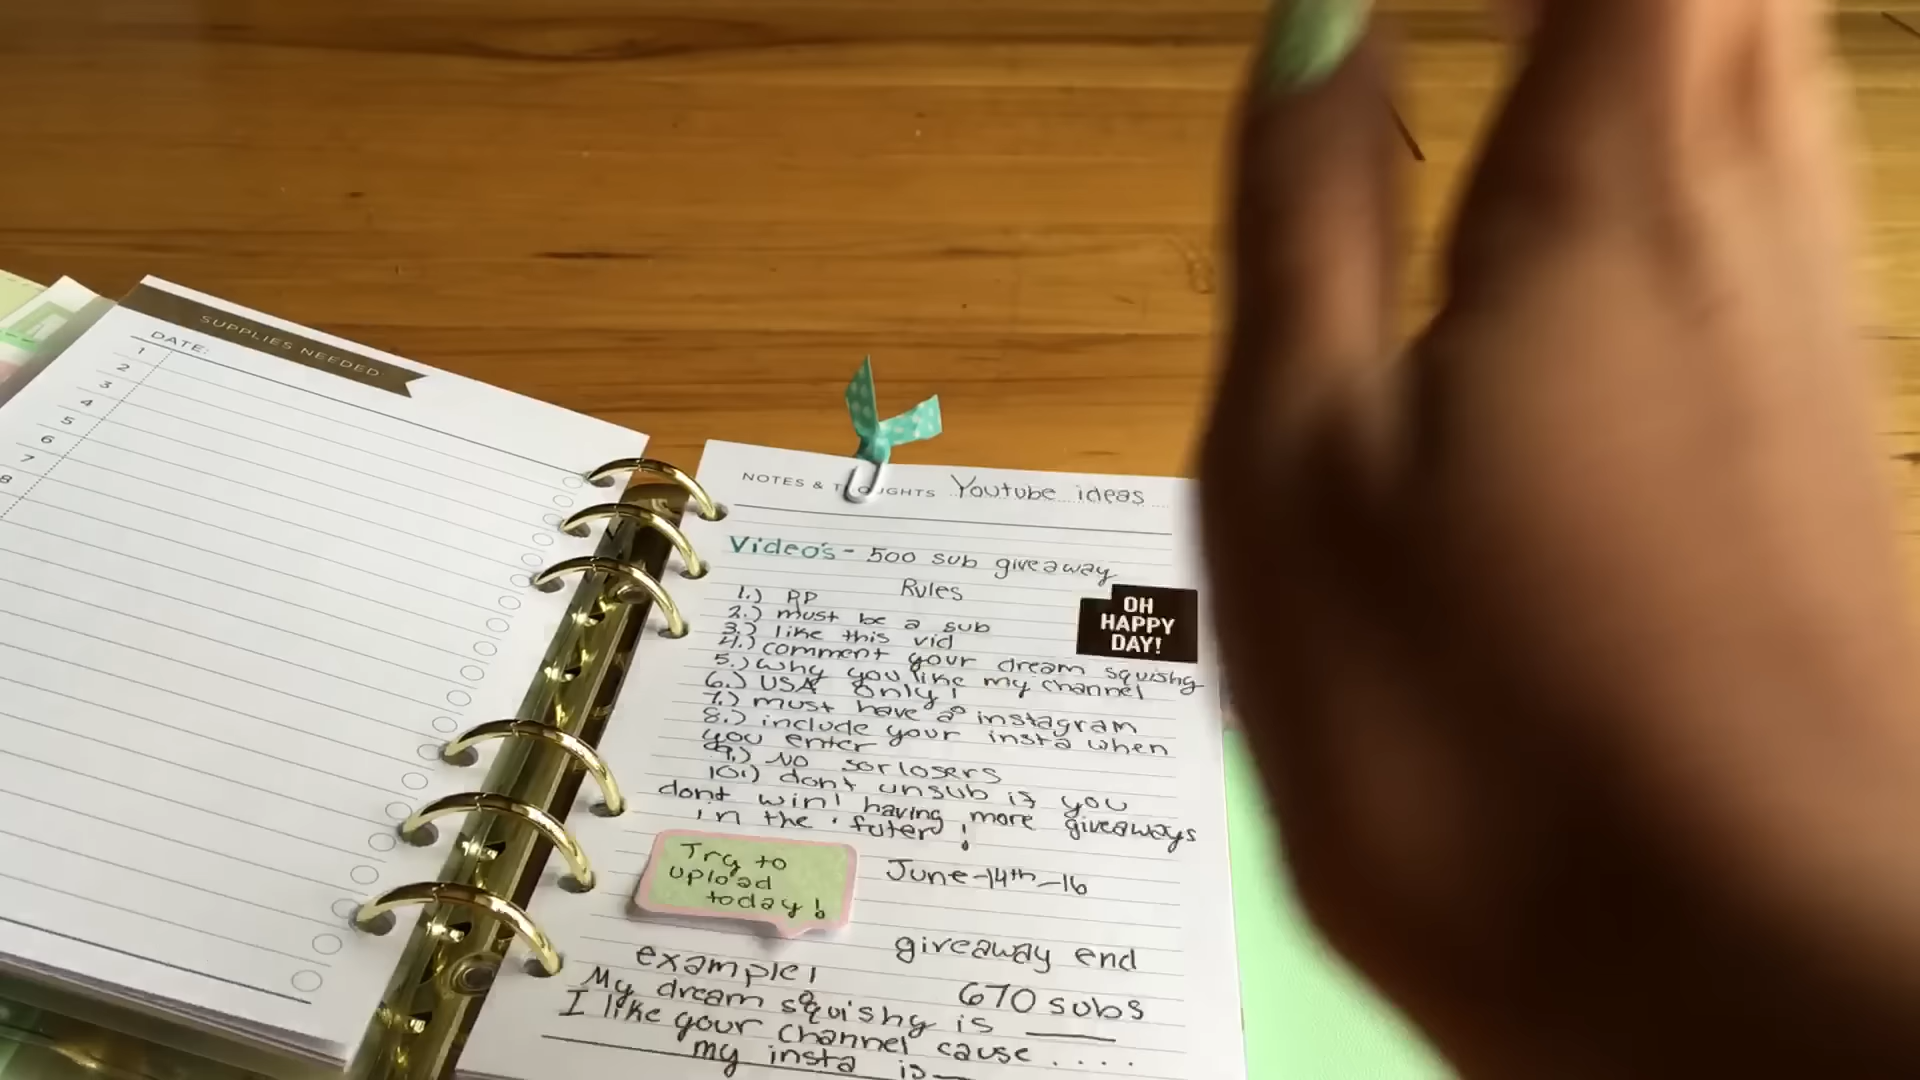 SUPPLIES NEEDED
DATE:
1
2
3
4
5
6
7
8
NOTES & THOUGHTS Youtube ideas
Video's - 500 sub giveaway
Rules
1.) PP
2.) must be a sub
3.) like this vid
4.) comment your dream squishy
5.) why you like my channel
6.) USA only!
7.) must have a instagram
8.) include your insta when
you enter
9.) No sorlosers
10.) dont unsub if you
dont win! having more giveaways
in the futer!
OH
HAPPY
DAY!
Try to
upload
today!
June-14th-16
giveaway end
670 subs
example!
My dream squishy is ____
I like your channel cause ....
my insta is_